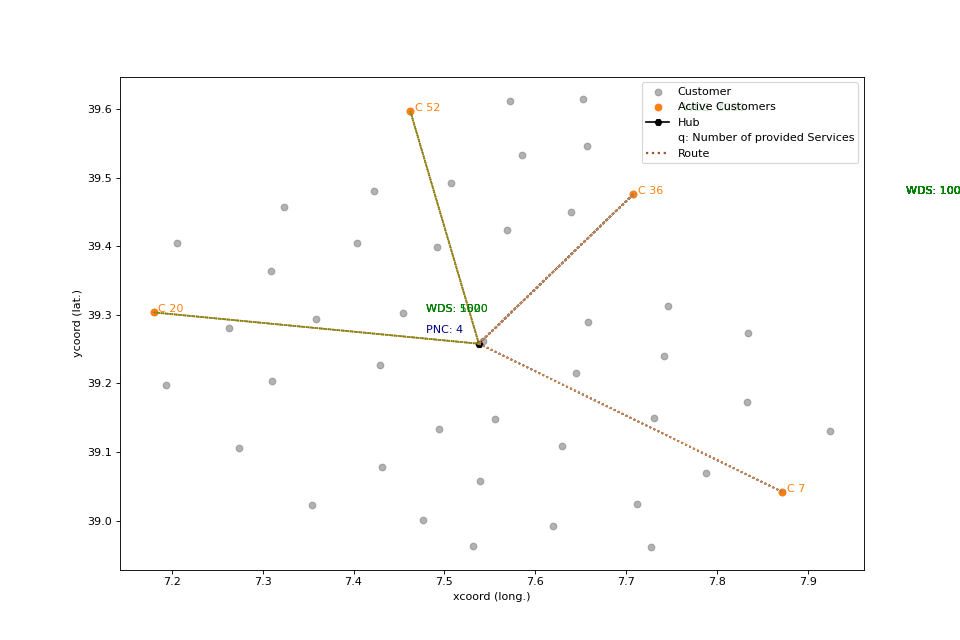 39.6
39.5
39.4
39.3
39.2
39.1
39.0
ycoord (lat.)
7.2
7.3
7.4
7.5
7.6
7.7
7.8
7.9
xcoord (long.)
C 52
C 36
C 20
C 7
WDS:
PNC: 4
WDS: 100
Customer
Active Customers
Hub
q: Number of provided Services
Route